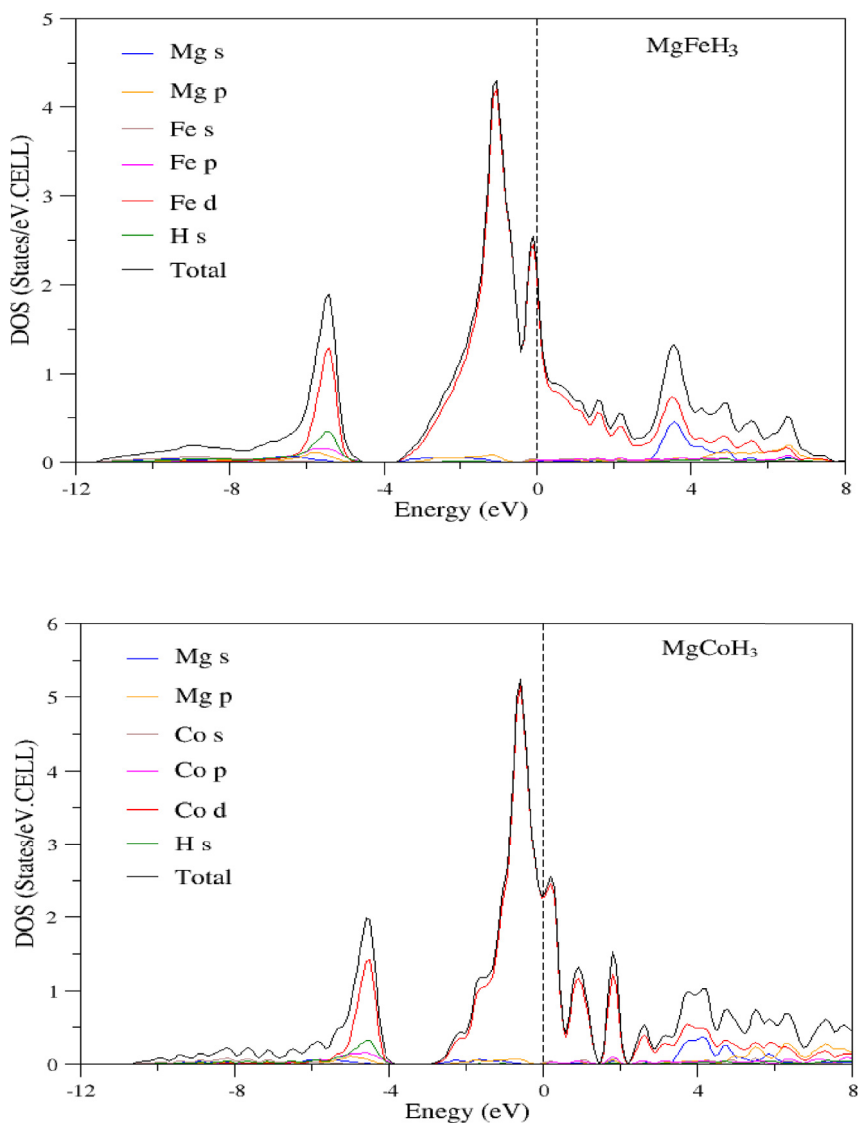 5
4
3
2
1
0
DOS (States/eV.CELL)
MgFeH₃
Mg s
Mg p
Fe s
Fe p
Fe d
H s
Total
-12
-8
-4
0
4
8
Energy (eV)
6
5
4
3
2
1
0
DOS (States/eV.CELL)
MgCoH₃
Mg s
Mg p
Co s
Co p
Co d
H s
Total
-12
-8
-4
0
4
8
Enegy (eV)